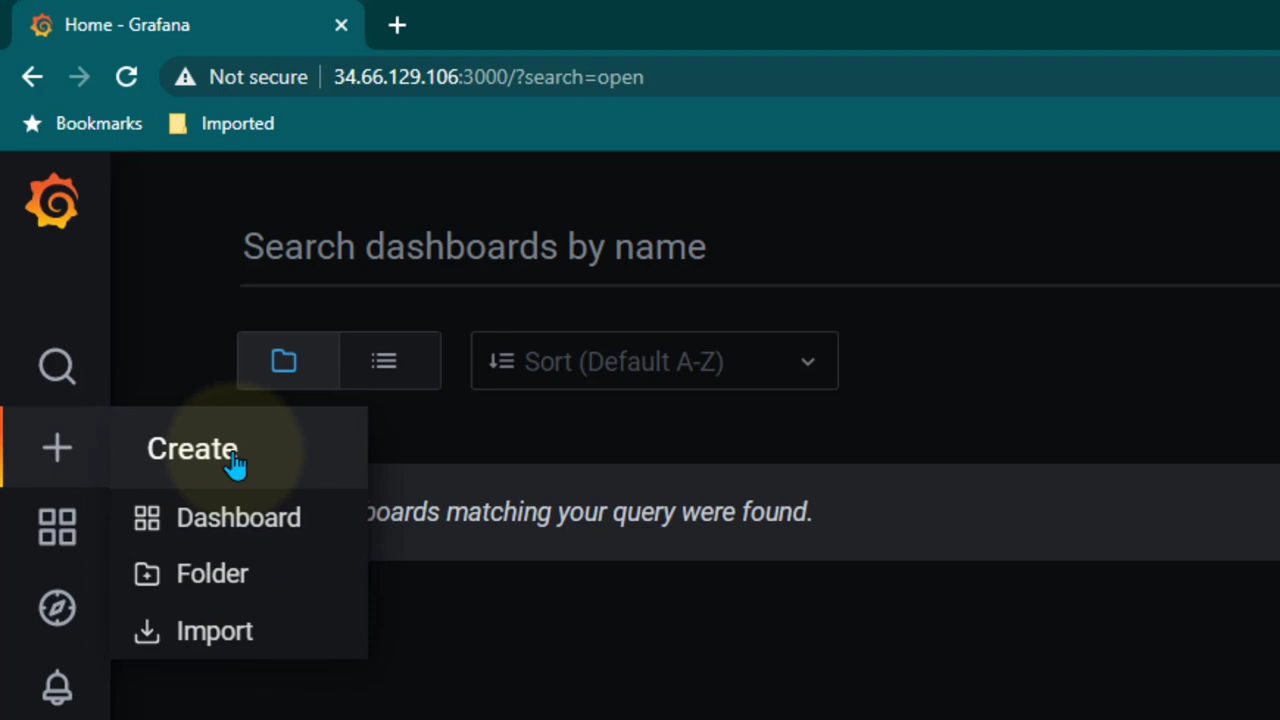 Home - Grafana
Not secure 34.66.129.106:3000/?search=open
Bookmarks Imported
Search dashboards by name
Sort (Default A-Z)
Create
matching your query were found.
Dashboard
Folder
Import